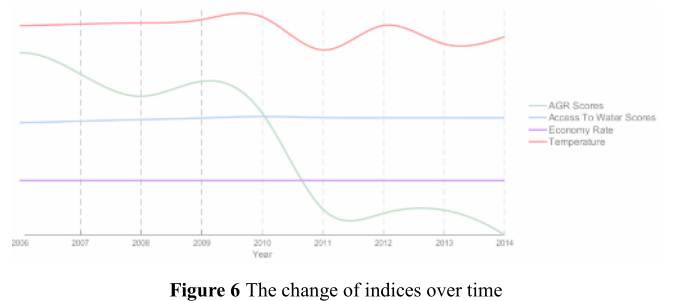 AGR Scores
Access To Water Scores
Economy Rate
Temperature
2006 2007 2008 2009 2010 2011 2012 2013 2014
Year
Figure 6 The change of indices over time